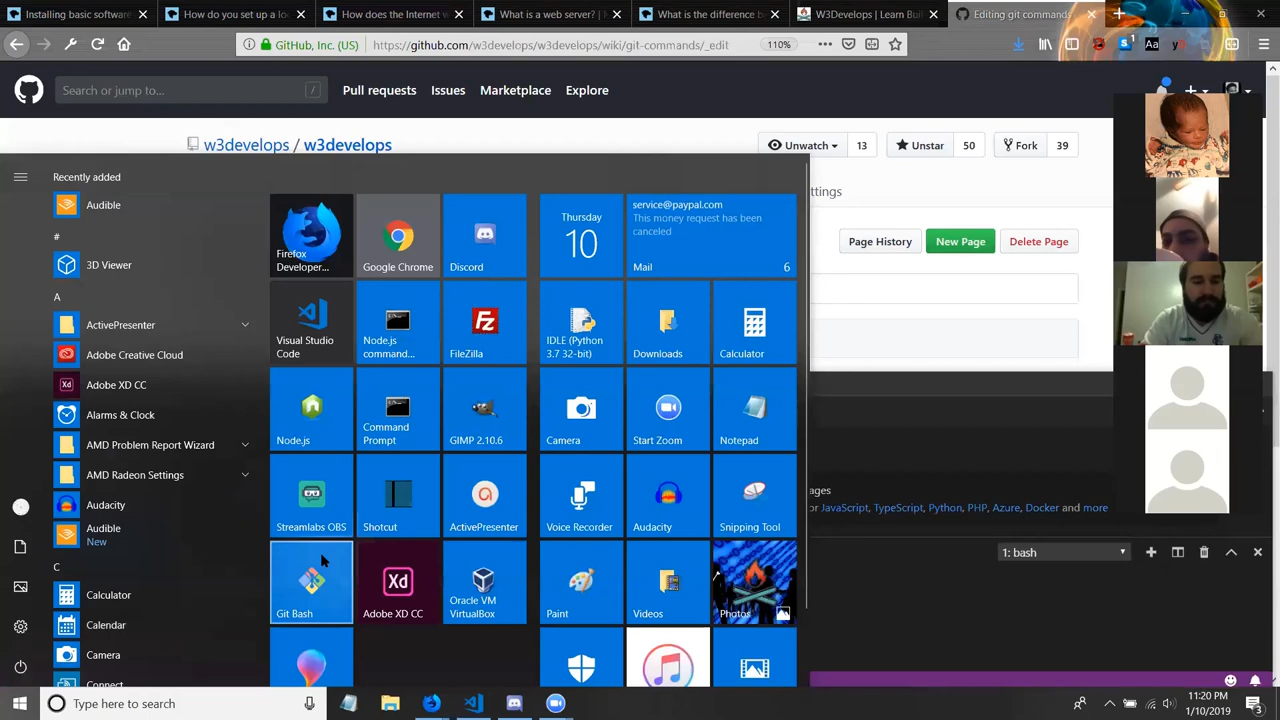 Installing basic software
How do you set up a loc
How does the Internet w
What is a web server? | M
What is the difference b
W3Develops | Learn Buil
Editing git commands
GitHub, Inc. (US)
https://github.com/w3develops/w3develops/wiki/git-commands/_edit
110%
1
Aa
Search or jump to...
/
Pull requests
Issues
Marketplace
Explore
w3develops / w3develops
Unwatch
13
Unstar
50
Fork
39
ttings
Page History
New Page
Delete Page
Recently added
Audible
#
3D Viewer
A
ActivePresenter
Adobe Creative Cloud
Adobe XD CC
Alarms & Clock
AMD Problem Report Wizard
AMD Radeon Settings
Audacity
Audible
New
C
Calculator
Calendar
Camera
Connect
Firefox
Developer...
Google Chrome
Discord
Visual Studio
Code
Node.js
command...
FileZilla
Node.js
Command
Prompt
GIMP 2.10.6
Streamlabs OBS
Shotcut
ActivePresenter
Git Bash
Xd
Adobe XD CC
Oracle VM
VirtualBox
Thursday
10
service@paypal.com
This money request has been
canceled
Mail
6
IDLE (Python
3.7 32-bit)
Downloads
Calculator
Camera
Start Zoom
Notepad
Voice Recorder
Audacity
Snipping Tool
Paint
Videos
Photos
ages
or JavaScript, TypeScript, Python, PHP, Azure, Docker and more
1: bash
Type here to search
11:20 PM
1/10/2019
3